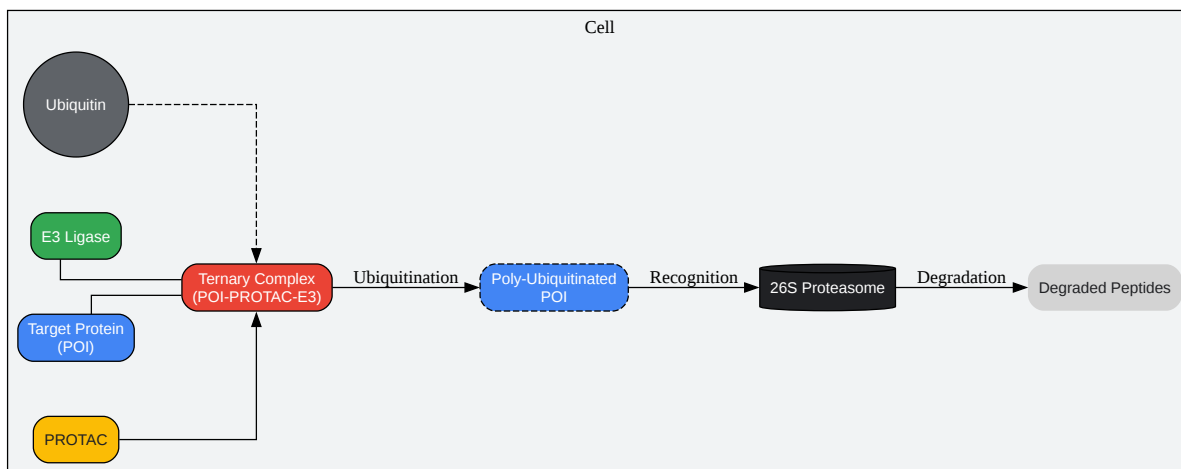 Cell
Ubiquitin
E3 Ligase
Target Protein
(POI)
PROTAC
Ternary Complex
(POI-PROTAC-E3)
Ubiquitination
Poly-Ubiquitinated
POI
Recognition
26S Proteasome
Degradation
Degraded Peptides